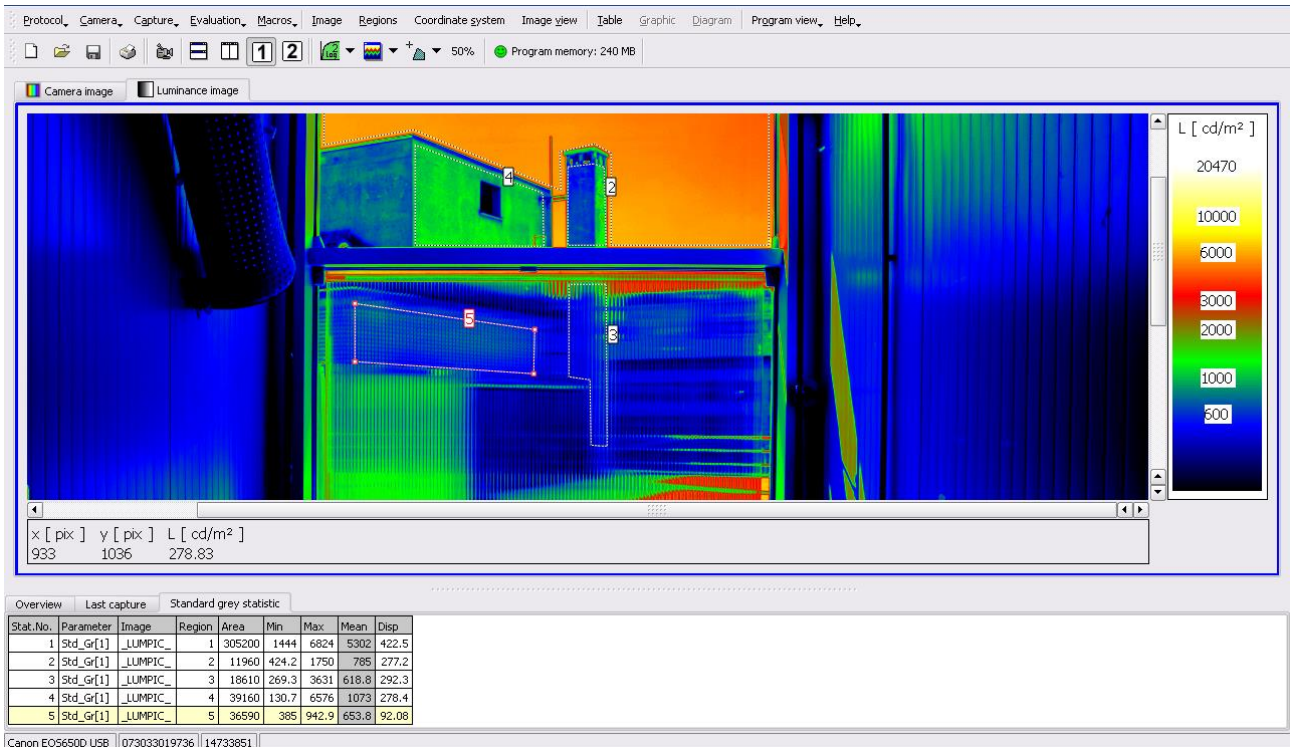 Protocol Camera Capture Evaluation Macros Image Regions Coordinate system Image view Table Graphic Diagram Program view Help
1 2 50% Program memory: 240 MB
Camera image Luminance image
L [ cd/m² ]
20470
10000
6000
3000
2000
1000
600
4
2
5
3
x [ pix ] y [ pix ] L [ cd/m² ]
933 1036 278.83
Overview Last capture Standard grey statistic
Stat.No. Parameter Image Region Area Min Max Mean Disp
1 Std_Gr[1] _LUMPIC_ 1 305200 1444 6824 5302 422.5
2 Std_Gr[1] _LUMPIC_ 2 11960 424.2 1750 785 277.2
3 Std_Gr[1] _LUMPIC_ 3 18610 269.3 3631 618.8 292.3
4 Std_Gr[1] _LUMPIC_ 4 39160 130.7 6576 1073 278.4
5 Std_Gr[1] _LUMPIC_ 5 36590 385 942.9 653.8 92.08
Canon EOS650D USB 073033019736 14733851